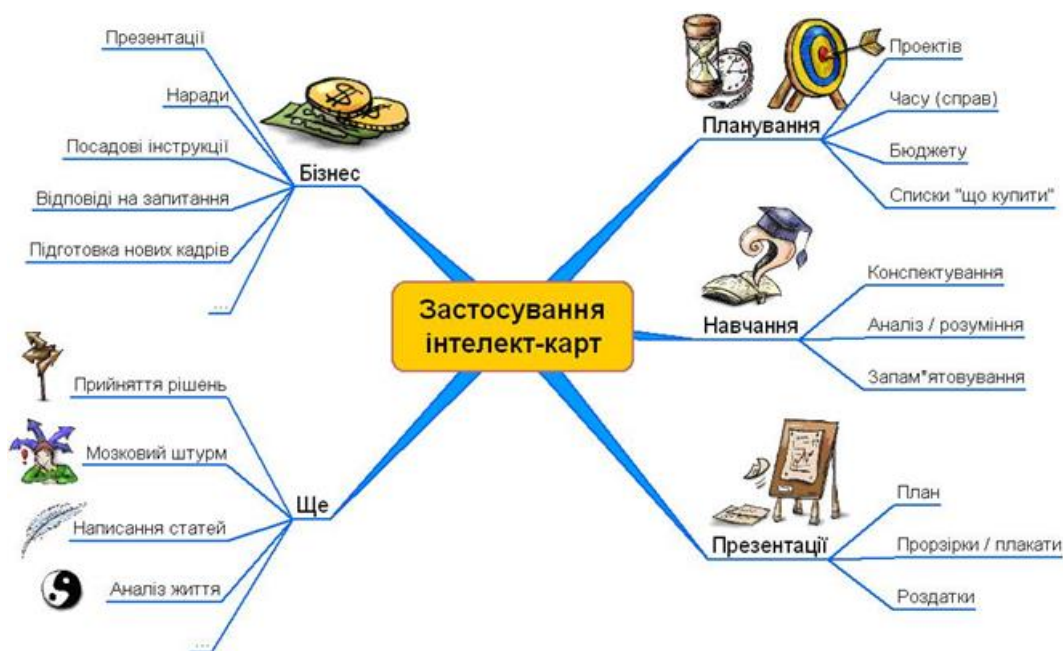 Застосування
інтелект-карт
Бізнес
Презентації
Наради
Посадові інструкції
Відповіді на запитання
Підготовка нових кадрів
...
Планування
Проектів
Часу (справ)
Бюджету
Списки "що купити"
Навчання
Конспектування
Аналіз / розуміння
Запам*ятовування
Презентації
План
Прорзірки / плакати
Роздатки
Ще
Прийняття рішень
Мозковий штурм
Написання статей
Аналіз життя
...